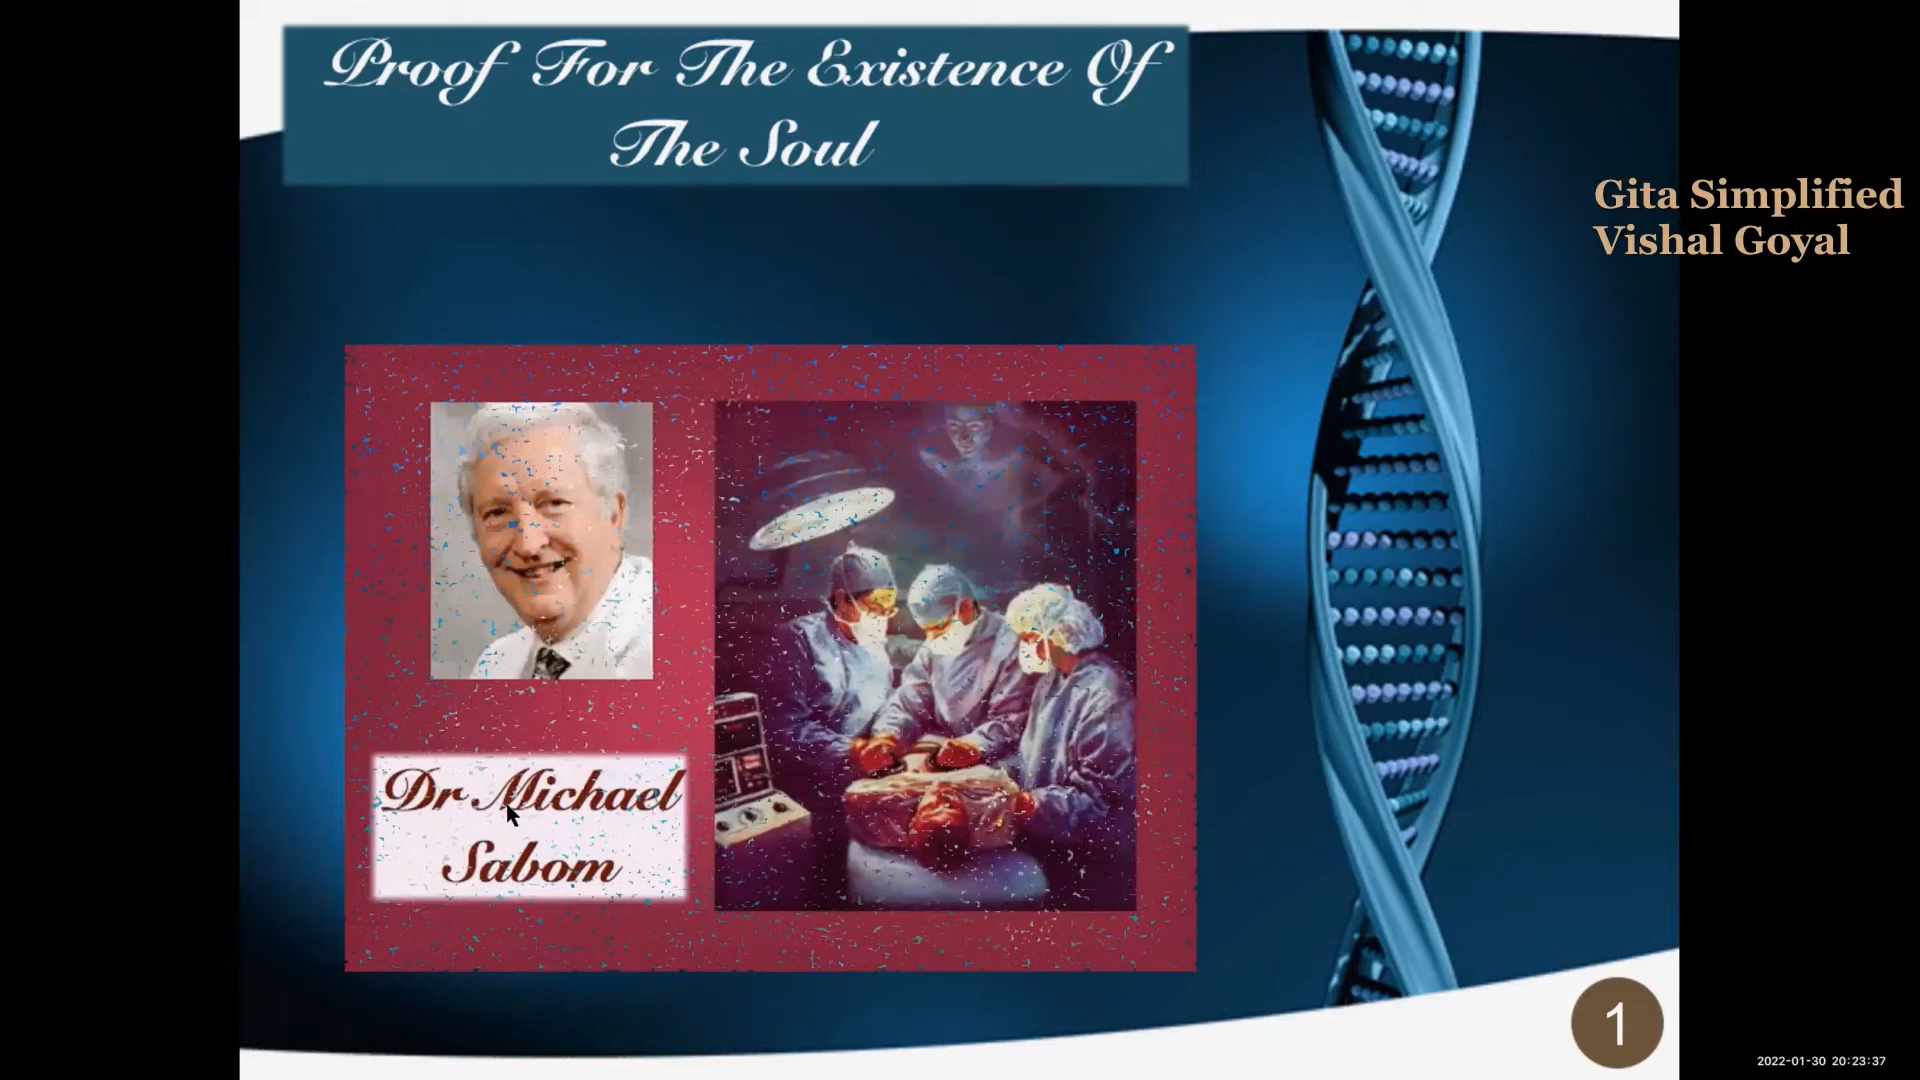 Proof For The Existence Of
The Soul
Gita Simplified
Vishal Goyal
Dr Michael
Sabom
1
2022-01-30 20:23:37